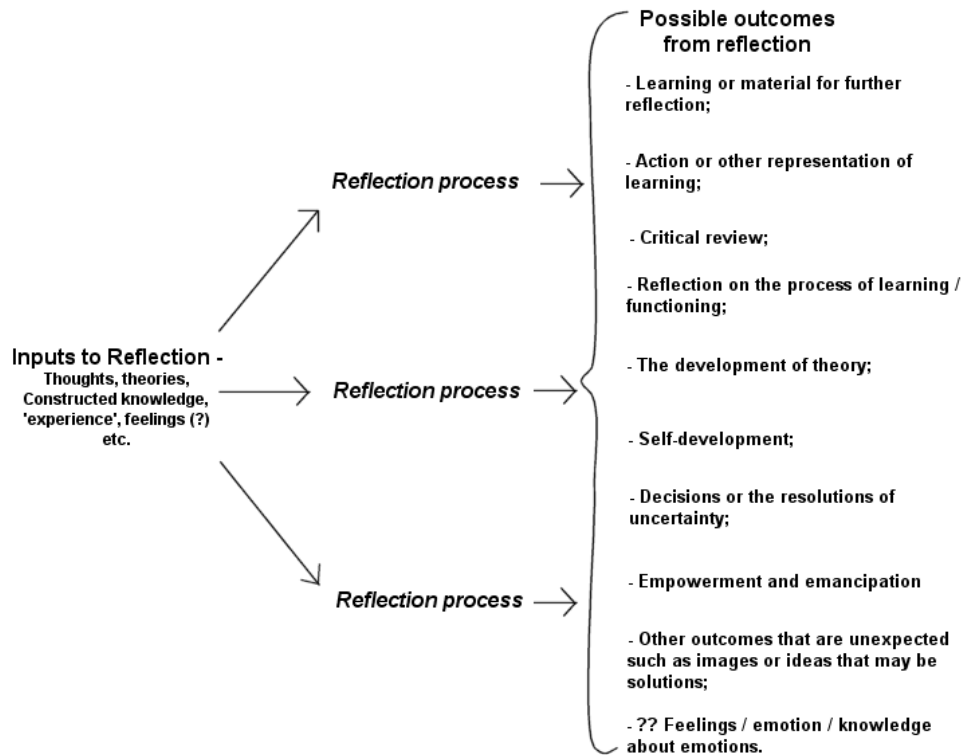 Inputs to Reflection -
Thoughts, theories,
Constructed knowledge,
'experience', feelings (?)
etc.
Reflection process
Reflection process
Reflection process
Possible outcomes
from reflection
- Learning or material for further
reflection;
- Action or other representation of
learning;
- Critical review;
- Reflection on the process of learning /
functioning;
- The development of theory;
- Self-development;
- Decisions or the resolutions of
uncertainty;
- Empowerment and emancipation
- Other outcomes that are unexpected
such as images or ideas that may be
solutions;
- ?? Feelings / emotion / knowledge
about emotions.